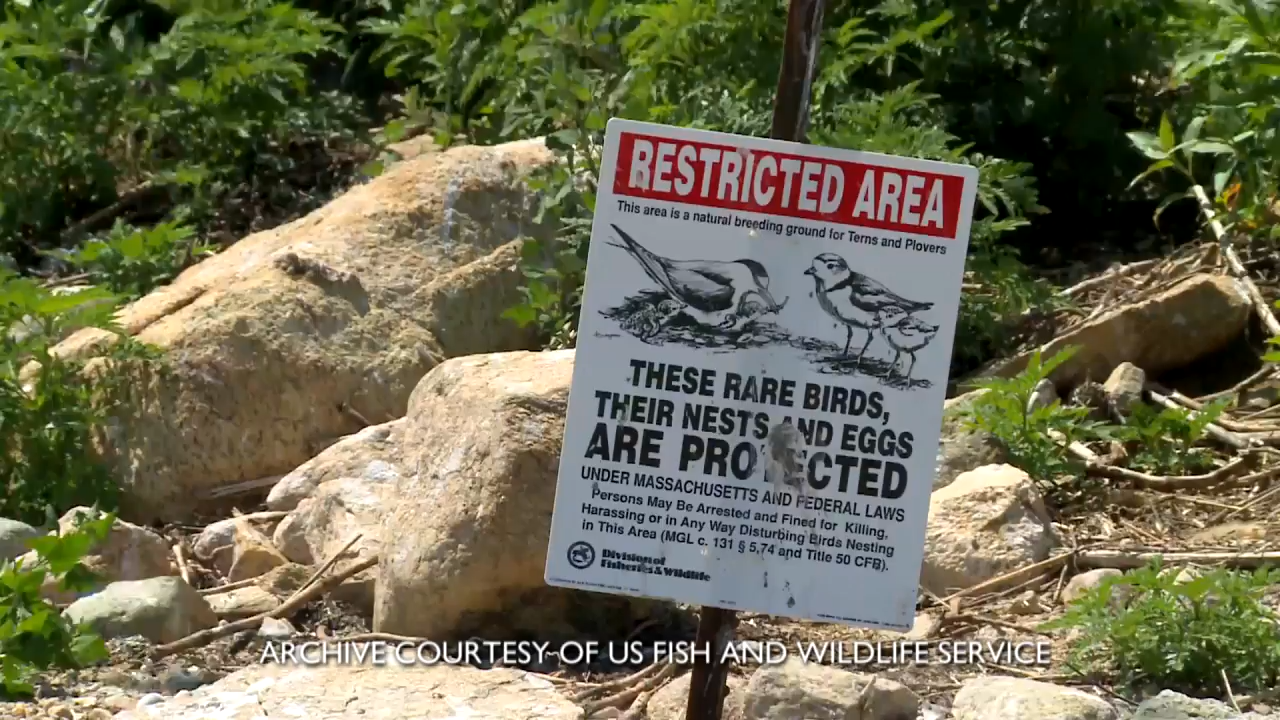 RESTRICTED AREA
This area is a natural breeding ground for Terns and Plovers
THESE RARE BIRDS,
THEIR NESTS AND EGGS
ARE PROTECTED
UNDER MASSACHUSETTS AND FEDERAL LAWS
Persons May Be Arrested and Fined for Killing,
Harassing or in Any Way Disturbing Birds Nesting
in This Area (MGL c. 131 § 5,74 and Title 50 CFR).
Division of
Fisheries & Wildlife
ARCHIVE COURTESY OF US FISH AND WILDLIFE SERVICE